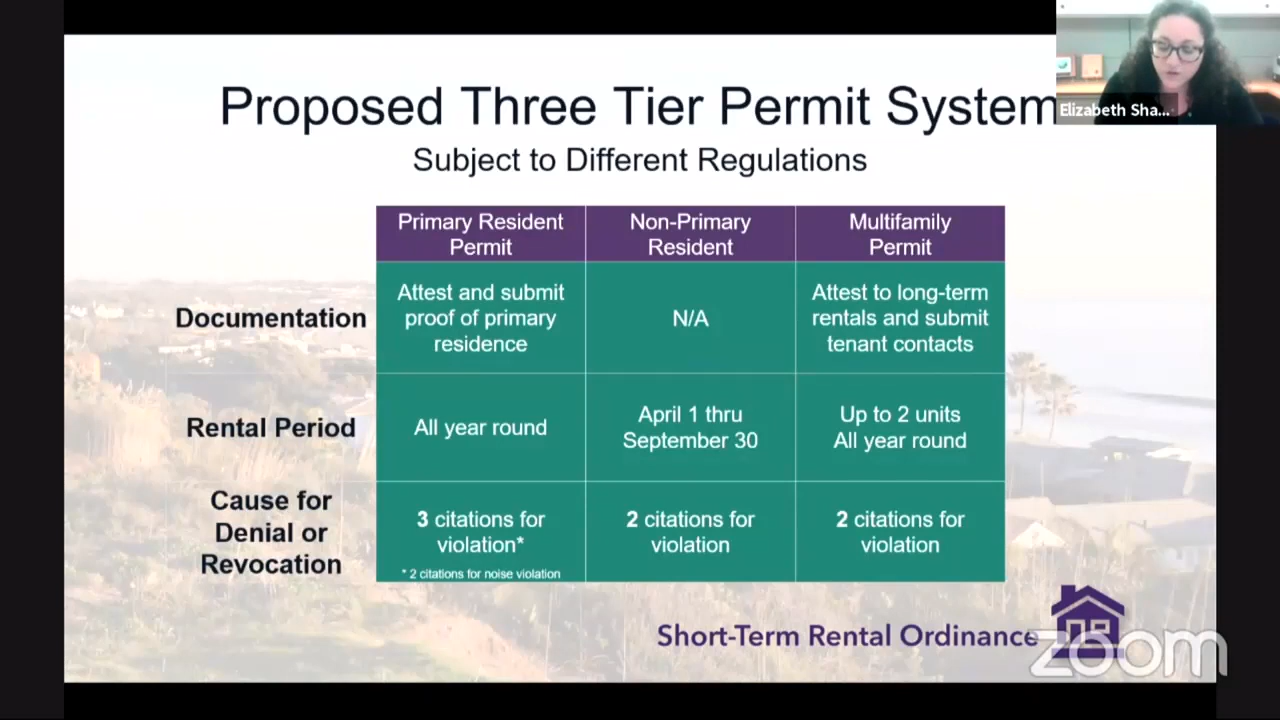 Proposed Three Tier Permit System
Elizabeth Sha...
Subject to Different Regulations
Primary Resident
Permit
Non-Primary
Resident
Multifamily
Permit
Documentation
Attest and submit
proof of primary
residence
N/A
Attest to long-term
rentals and submit
tenant contacts
Rental Period
All year round
April 1 thru
September 30
Up to 2 units
All year round
Cause for
Denial or
Revocation
3 citations for
violation*
* 2 citations for noise violation
2 citations for
violation
2 citations for
violation
Short-Term Rental Ordinance
zoom